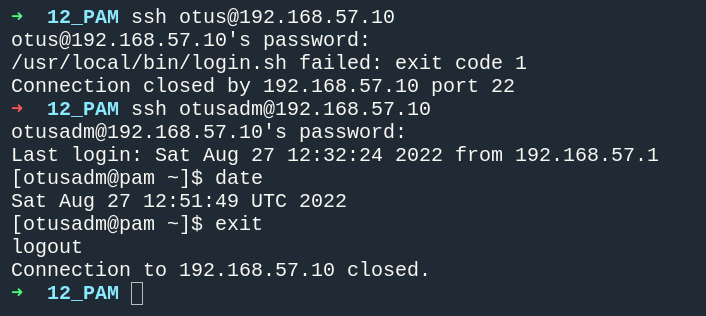 ➜  12_PAM ssh otus@192.168.57.10
otus@192.168.57.10's password:
/usr/local/bin/login.sh failed: exit code 1
Connection closed by 192.168.57.10 port 22
➜  12_PAM ssh otusadm@192.168.57.10
otusadm@192.168.57.10's password:
Last login: Sat Aug 27 12:32:24 2022 from 192.168.57.1
[otusadm@pam ~]$ date
Sat Aug 27 12:51:49 UTC 2022
[otusadm@pam ~]$ exit
logout
Connection to 192.168.57.10 closed.
➜  12_PAM